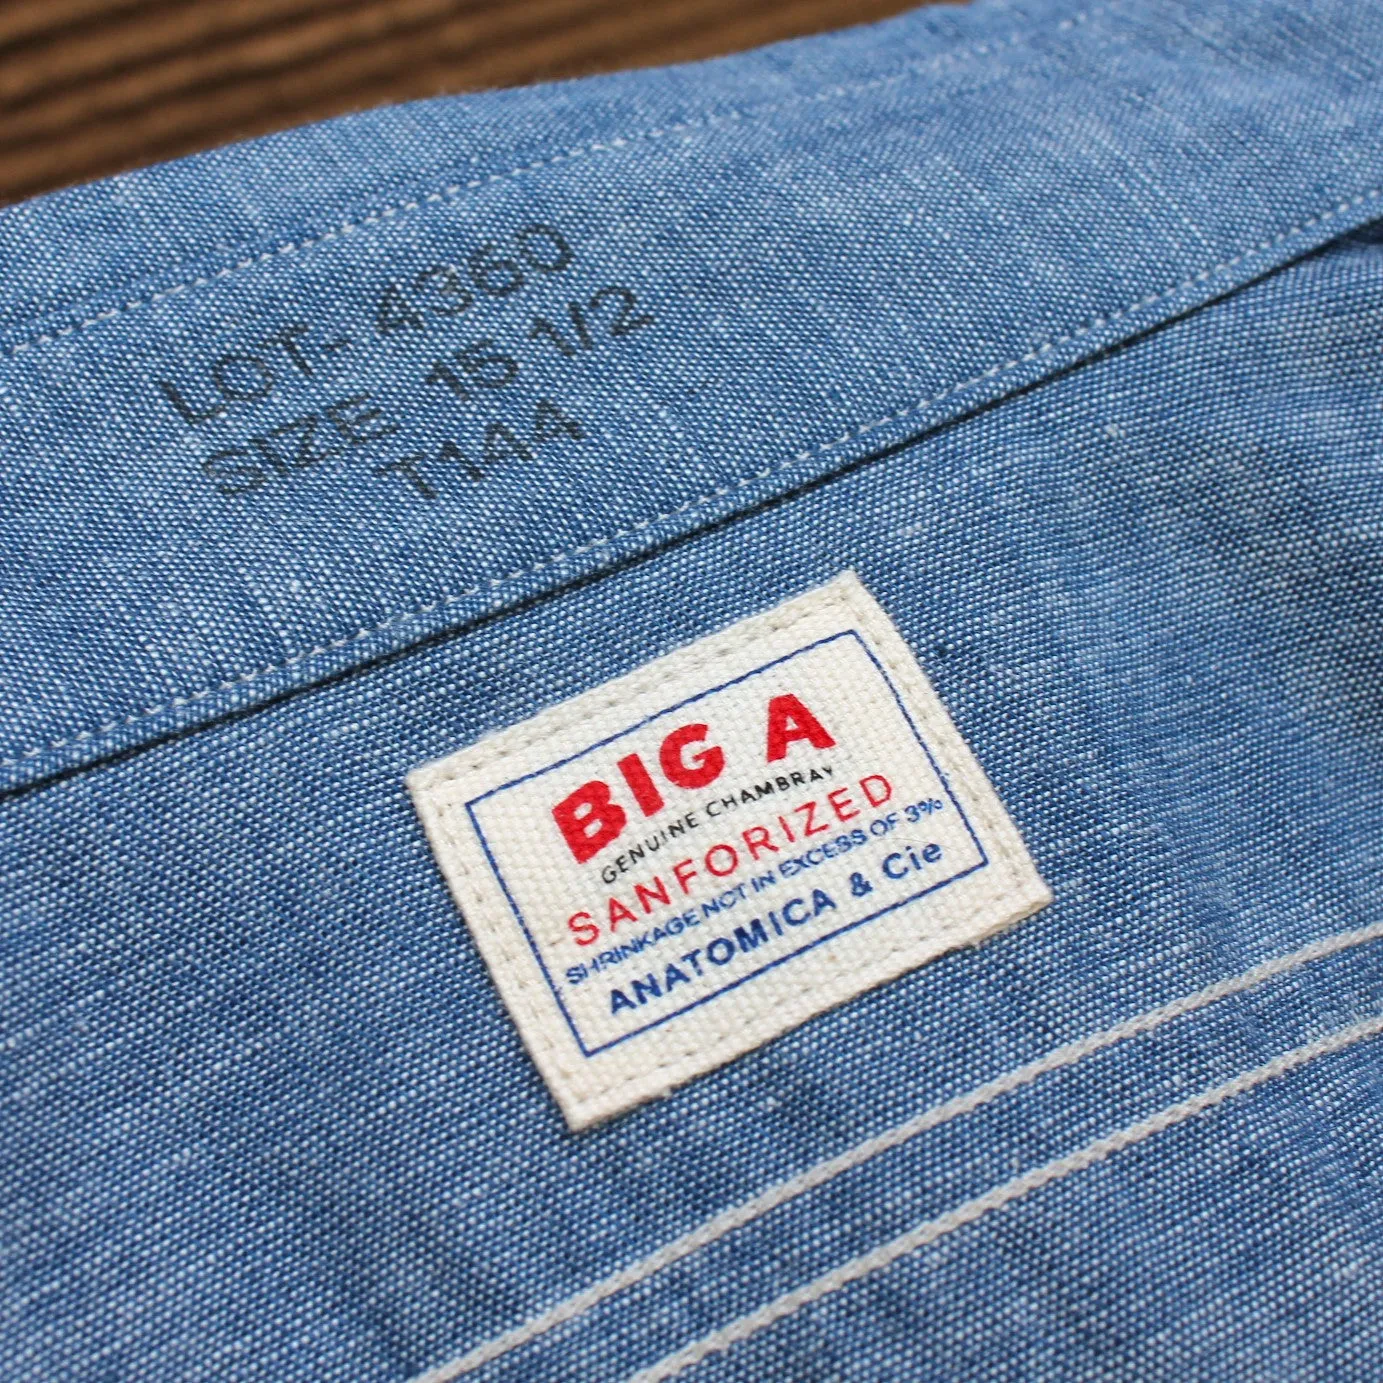 LOT- 4360
SIZE 15 1/2
T144
BIG A
GENUINE CHAMBRAY
SANFORIZED
SHRINKAGE NOT IN EXCESS OF 3%
ANATOMICA & Cie